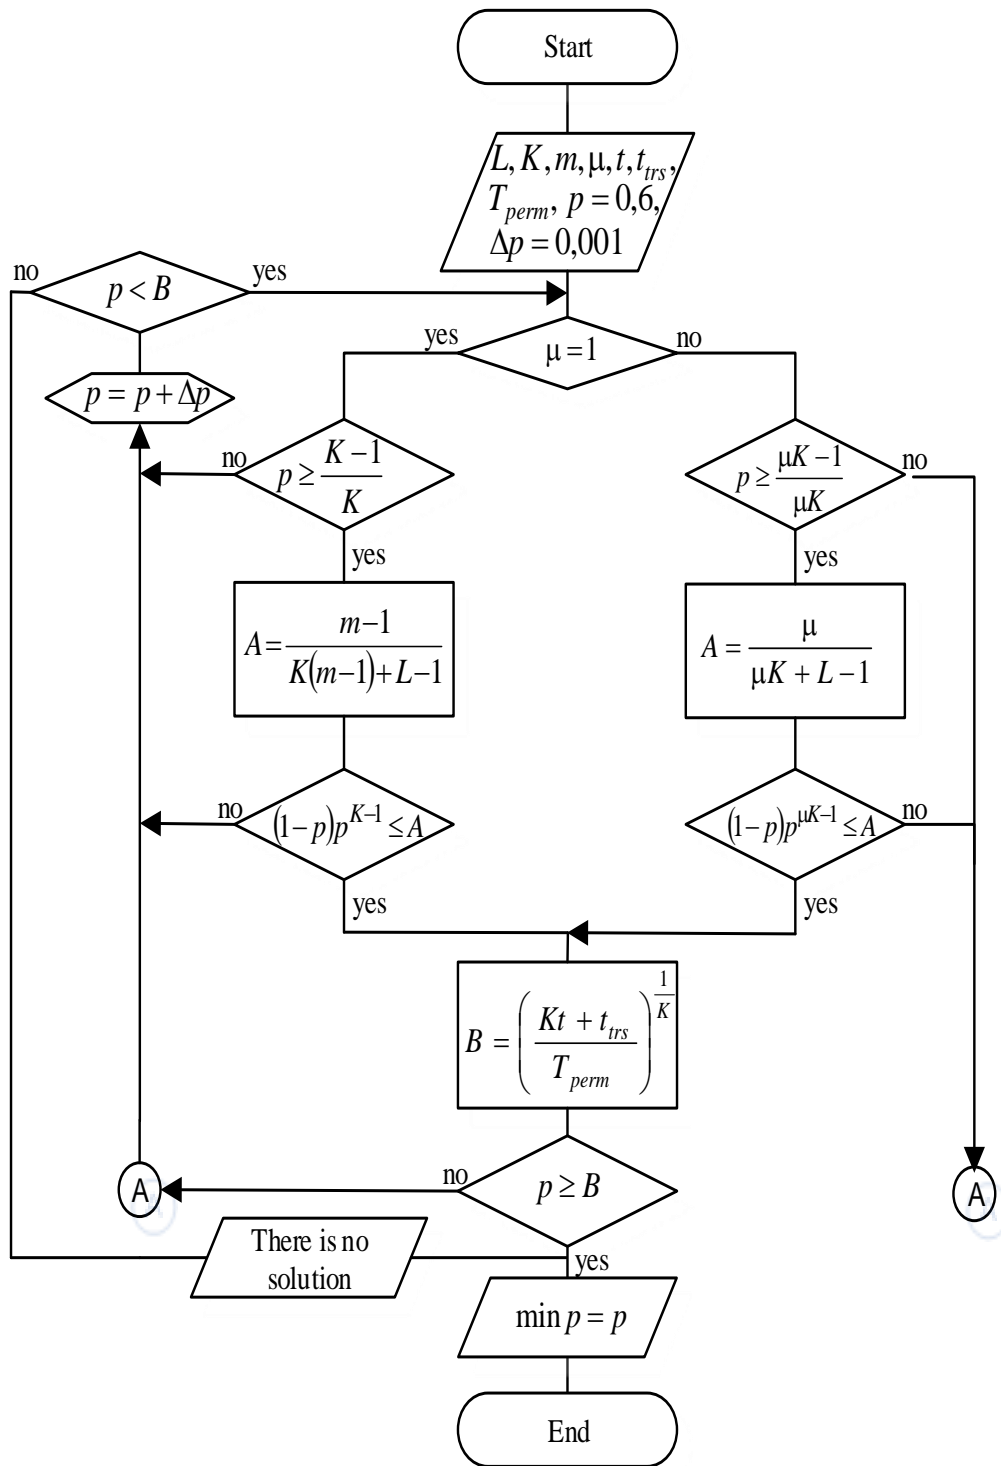 Start
L, K, m, μ, t, t_trs,
T_perm, p = 0,6,
Δp = 0,001
no
p < B
yes
yes
μ = 1
no
p = p + Δp
no
p ≥ (K − 1)/K
p ≥ (μK − 1)/(μK)
no
yes
yes
A = (m−1)/(K(m−1)+L−1)
A = μ/(μK + L − 1)
no
(1−p)p^(K−1) ≤ A
(1−p)p^(μK−1) ≤ A
no
yes
yes
B = ((Kt + t_trs)/T_perm)^(1/K)
A
no
p ≥ B
A
There is no
solution
yes
min p = p
End